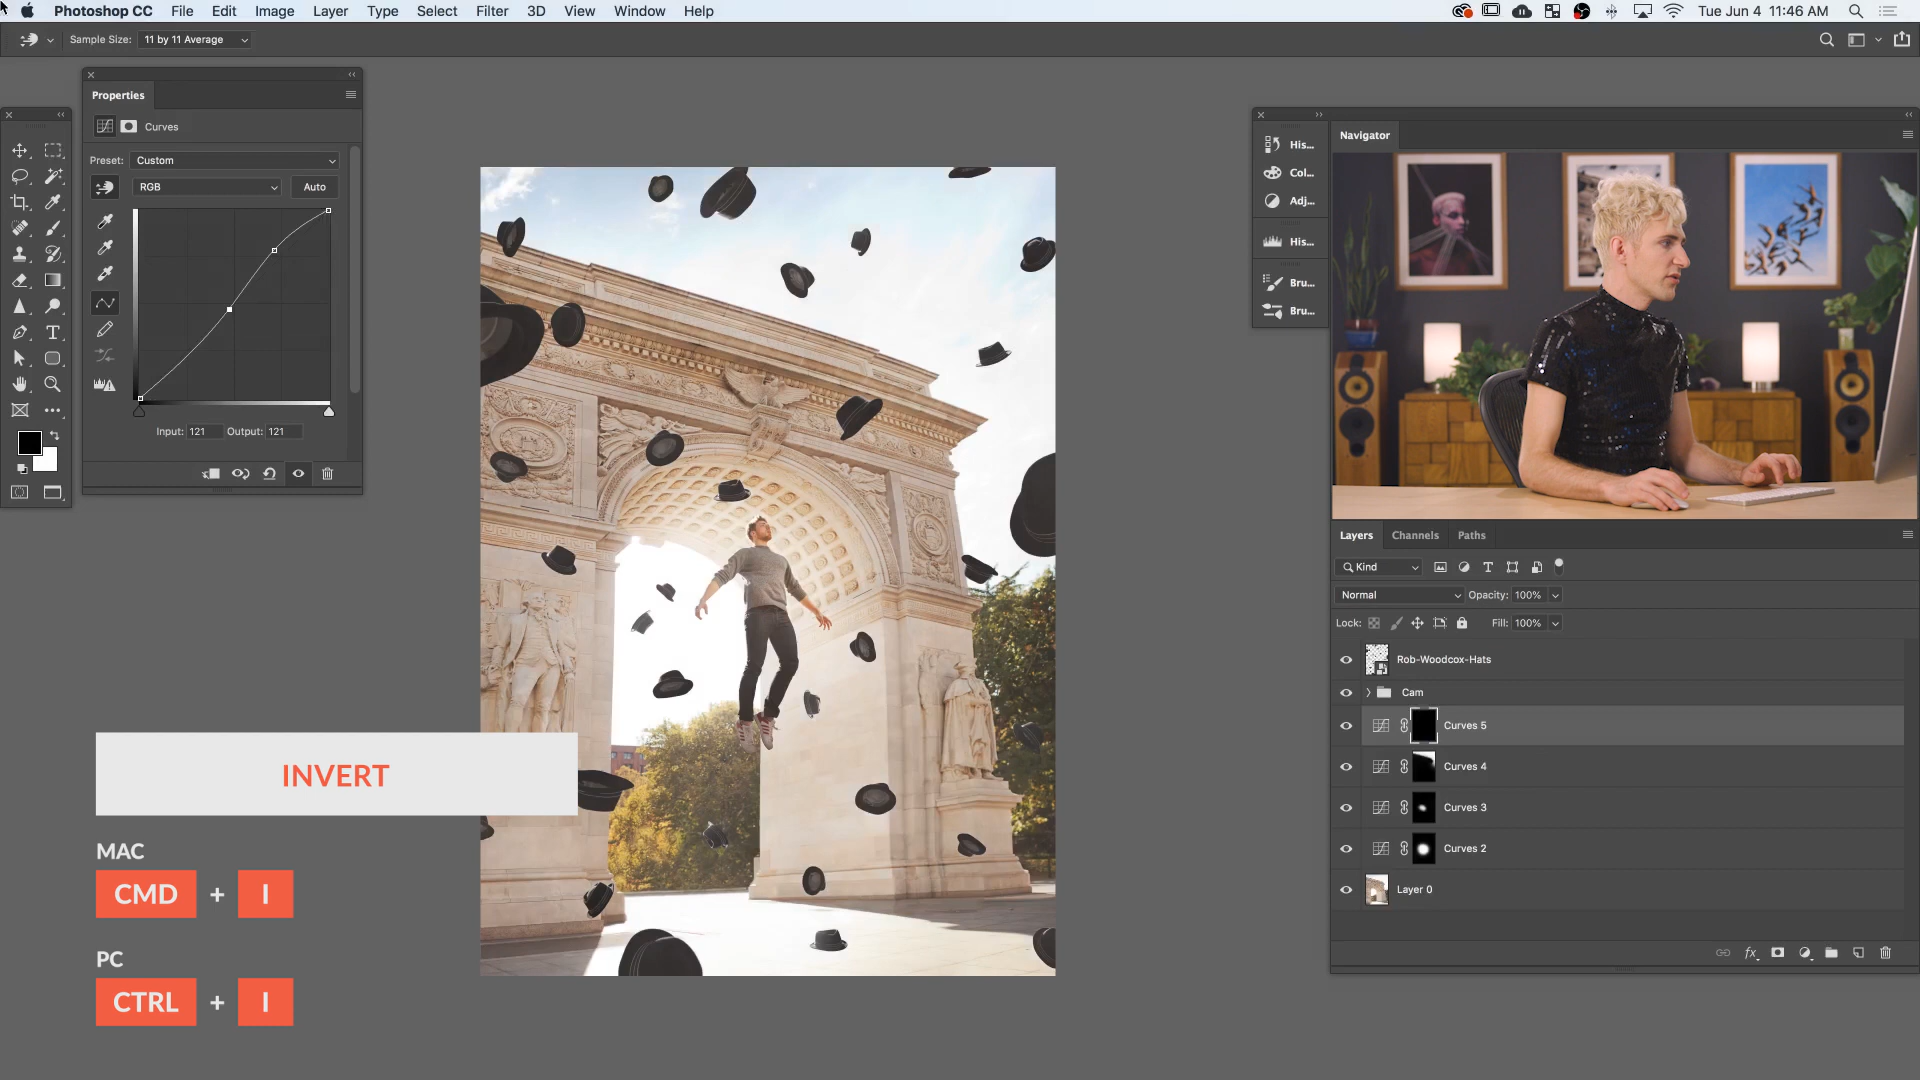 Photoshop CC File Edit Image Layer Type Select Filter 3D View Window Help Tue Jun 4 11:46 AM
Sample Size: 11 by 11 Average
Properties
Curves
Preset: Custom
RGB Auto
Input: 121 Output: 121
His...
Col...
Adj...
His...
Bru...
Bru...
Navigator
Layers Channels Paths
Kind
Normal Opacity: 100%
Lock: Fill: 100%
Rob-Woodcox-Hats
Cam
Curves 5
Curves 4
Curves 3
Curves 2
Layer 0
INVERT
MAC
CMD + I
PC
CTRL + I